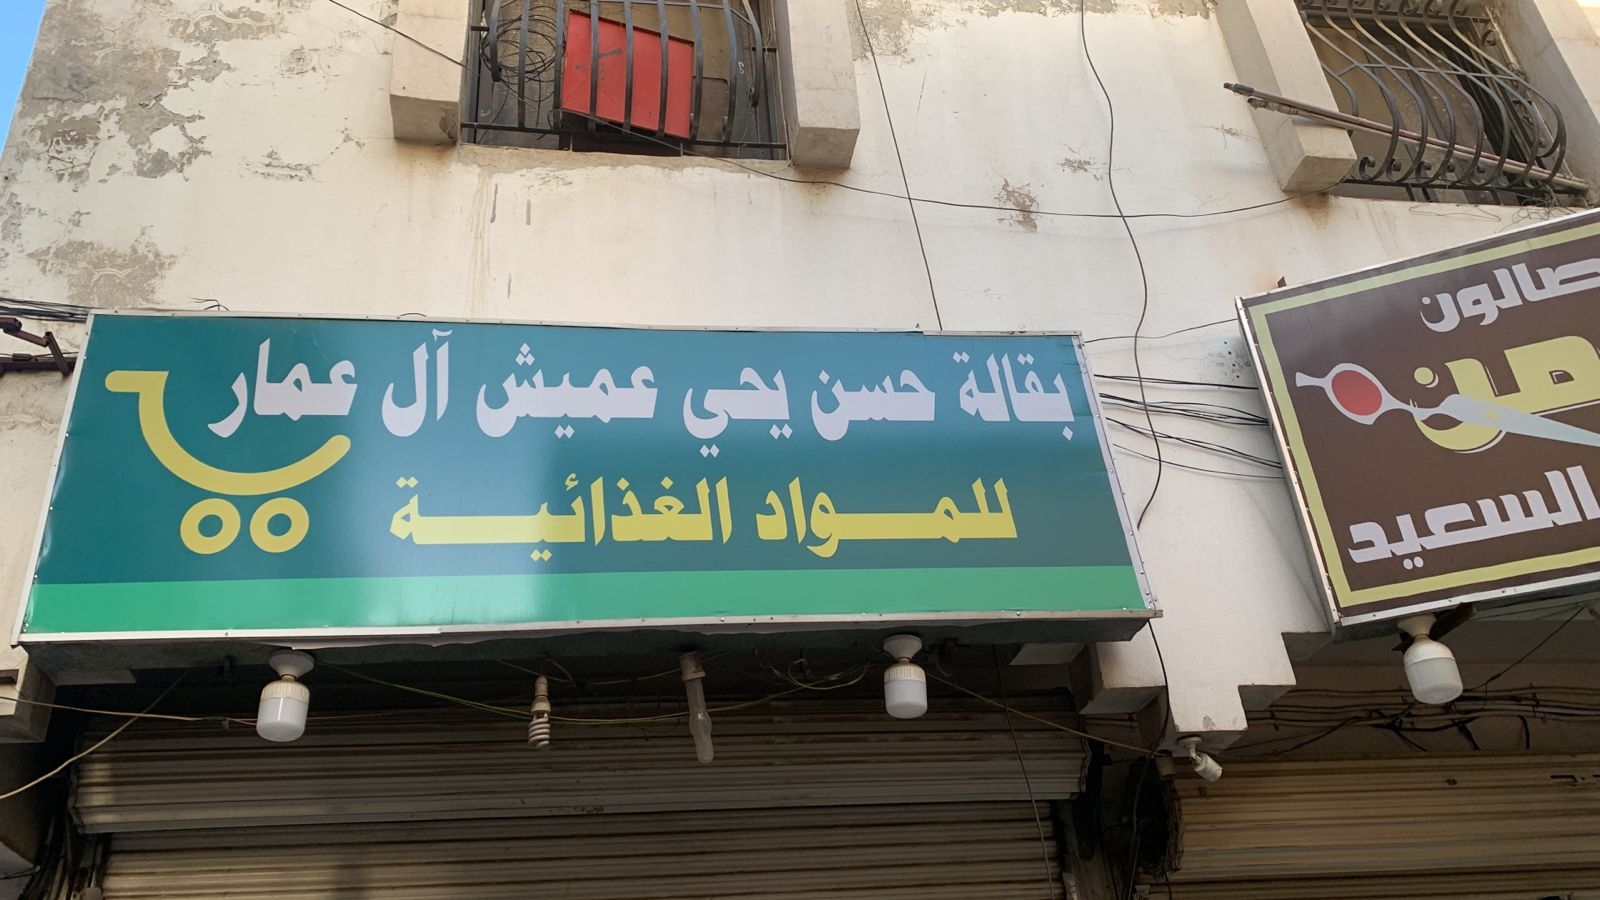 بقالة حسن يحي عميش آل عمار
للمواد الغذائية
صالون
السعيد